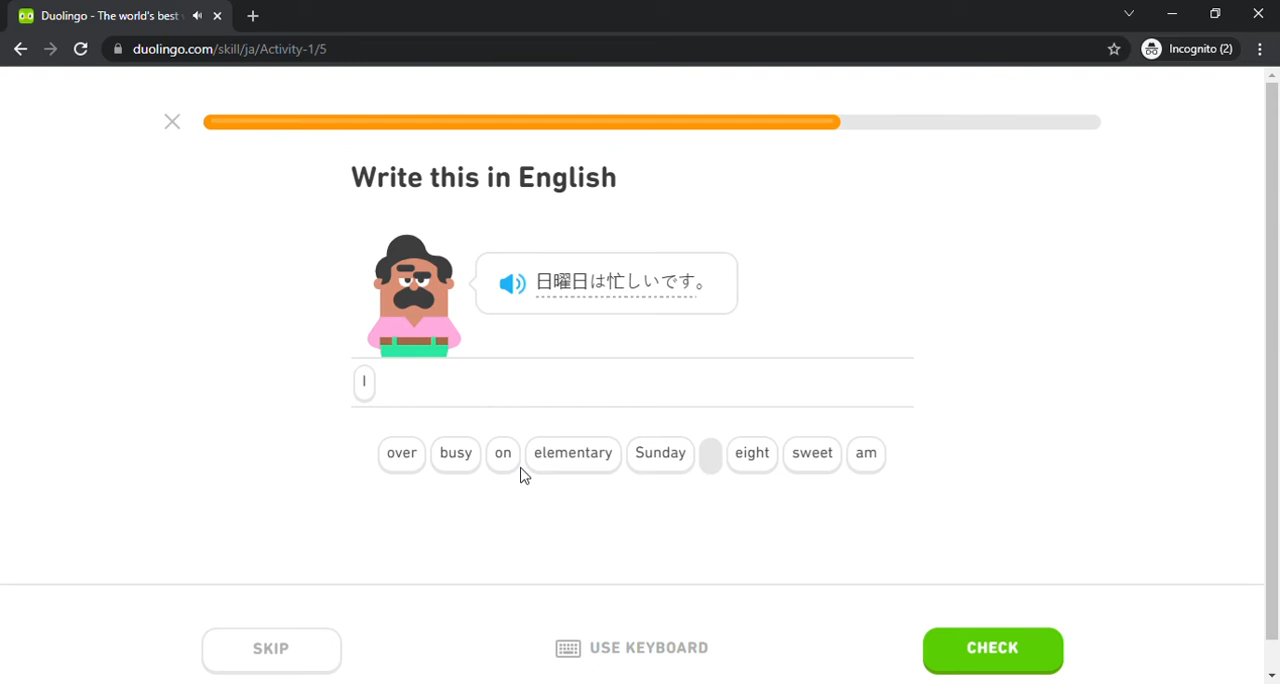 Duolingo - The world's best
duolingo.com/skill/ja/Activity-1/5
Incognito (2)
Write this in English
日曜日は忙しいです。
I
over busy on elementary Sunday eight sweet am
SKIP
USE KEYBOARD
CHECK